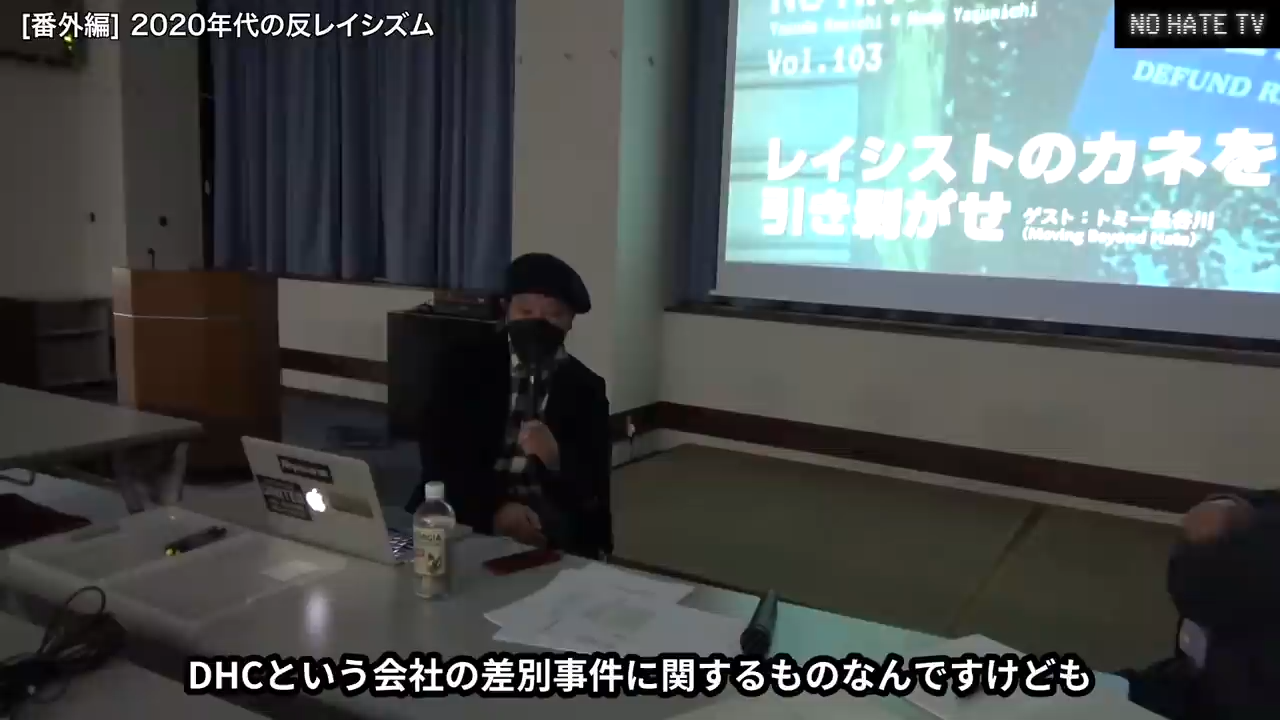 [番外編] 2020年代の反レイシズム
NO HATE TV
Vol.103
DEFUND R
レイシストのカネを
引き剥がせ
ゲスト：トミー長谷川
(Moving Beyond Hate)
DHCという会社の差別事件に関するものなんですけども